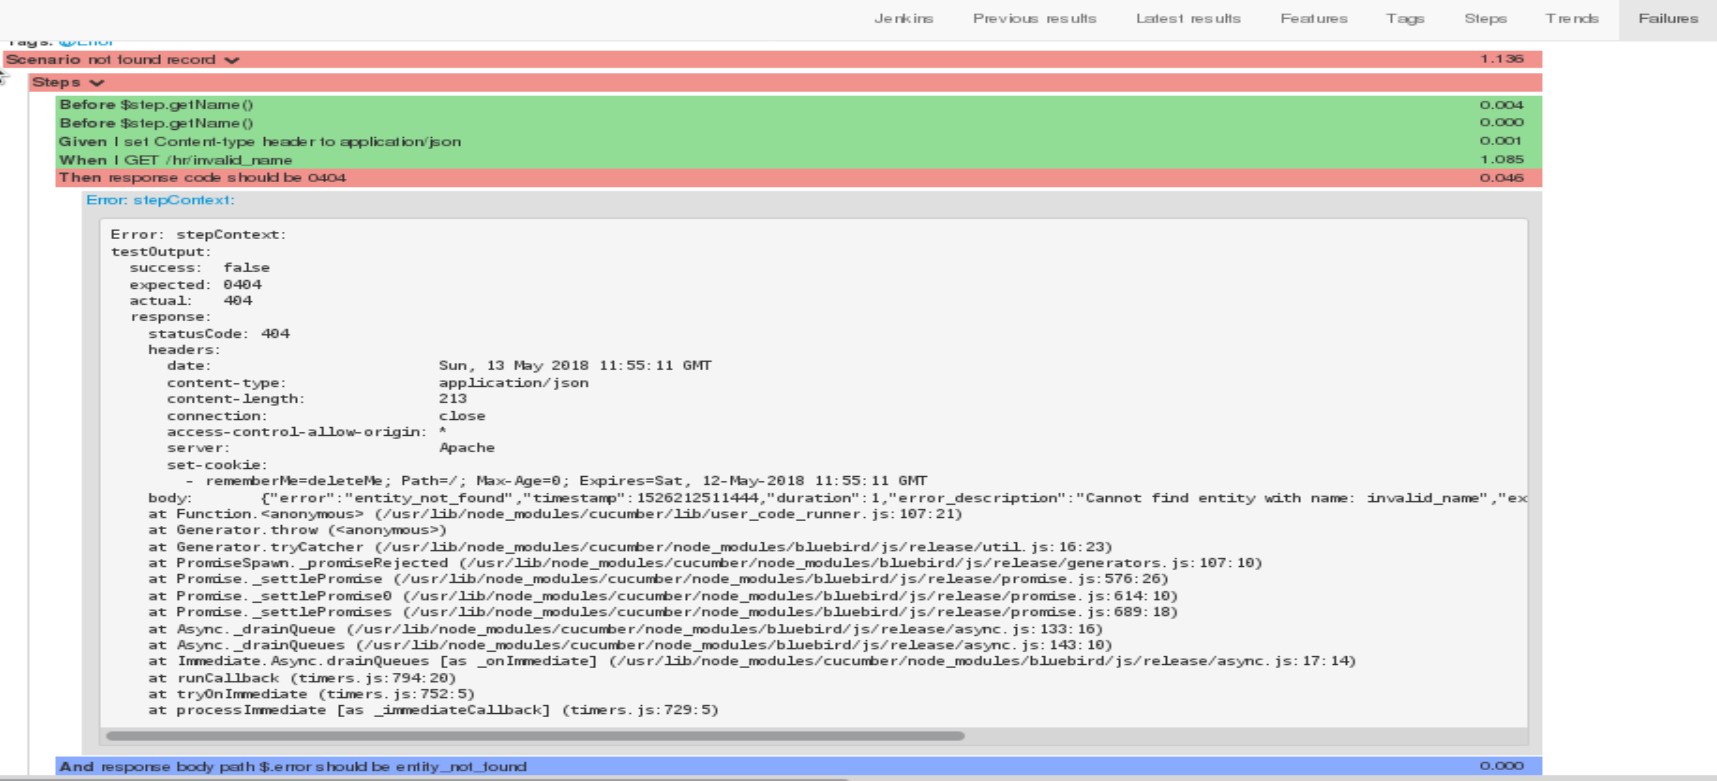 Jenkins Previous results Latest results Features Tags Steps Trends Failures
Tags: @Error
Scenario not found record 1.136
Steps
Before $step.getName() 0.004
Before $step.getName() 0.000
Given I set Content-type header to application/json 0.001
When I GET /hr/invalid_name 1.085
Then response code should be 0404 0.046
Error: stepContext:
Error: stepContext:
testOutput:
success: false
expected: 0404
actual: 404
response:
statusCode: 404
headers:
date: Sun, 13 May 2018 11:55:11 GMT
content-type: application/json
content-length: 213
connection: close
access-control-allow-origin: *
server: Apache
set-cookie:
- rememberMe=deleteMe; Path=/; Max-Age=0; Expires=Sat, 12-May-2018 11:55:11 GMT
body: {"error":"entity_not_found","timestamp":1526212511444,"duration":1,"error_description":"Cannot find entity with name: invalid_name","ex
at Function.<anonymous> (/usr/lib/node_modules/cucumber/lib/user_code_runner.js:107:21)
at Generator.throw (<anonymous>)
at Generator.tryCatcher (/usr/lib/node_modules/cucumber/node_modules/bluebird/js/release/util.js:16:23)
at PromiseSpawn._promiseRejected (/usr/lib/node_modules/cucumber/node_modules/bluebird/js/release/generators.js:107:10)
at Promise._settlePromise (/usr/lib/node_modules/cucumber/node_modules/bluebird/js/release/promise.js:576:26)
at Promise._settlePromise0 (/usr/lib/node_modules/cucumber/node_modules/bluebird/js/release/promise.js:614:10)
at Promise._settlePromises (/usr/lib/node_modules/cucumber/node_modules/bluebird/js/release/promise.js:689:18)
at Async._drainQueue (/usr/lib/node_modules/cucumber/node_modules/bluebird/js/release/async.js:133:16)
at Async._drainQueues (/usr/lib/node_modules/cucumber/node_modules/bluebird/js/release/async.js:143:10)
at Immediate.Async.drainQueues [as _onImmediate] (/usr/lib/node_modules/cucumber/node_modules/bluebird/js/release/async.js:17:14)
at runCallback (timers.js:794:20)
at tryOnImmediate (timers.js:752:5)
at processImmediate [as _immediateCallback] (timers.js:729:5)
And response body path $.error should be entity_not_found 0.000